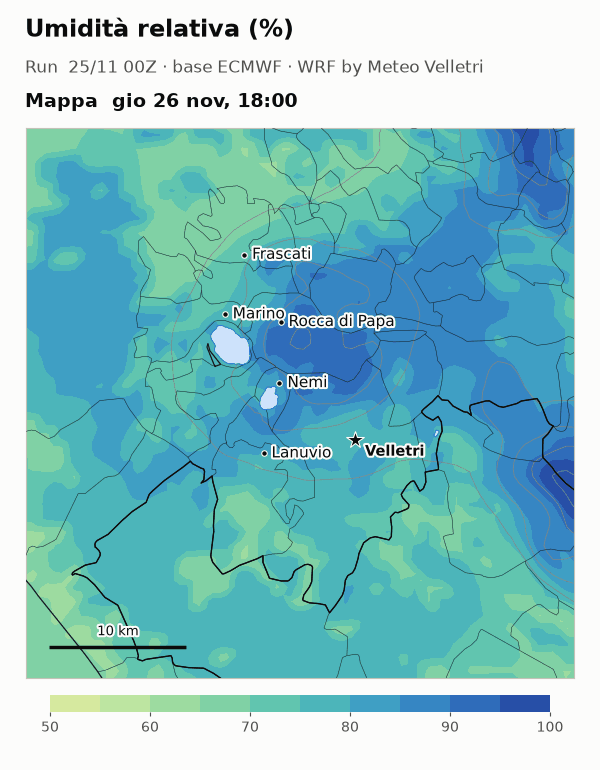 Umidità relativa (%)
Run 25/11 00Z · base ECMWF · WRF by Meteo Velletri
Mappa gio 26 nov, 18:00
Frascati
Marino
Rocca di Papa
Nemi
Velletri
Lanuvio
10 km
50 60 70 80 90 100